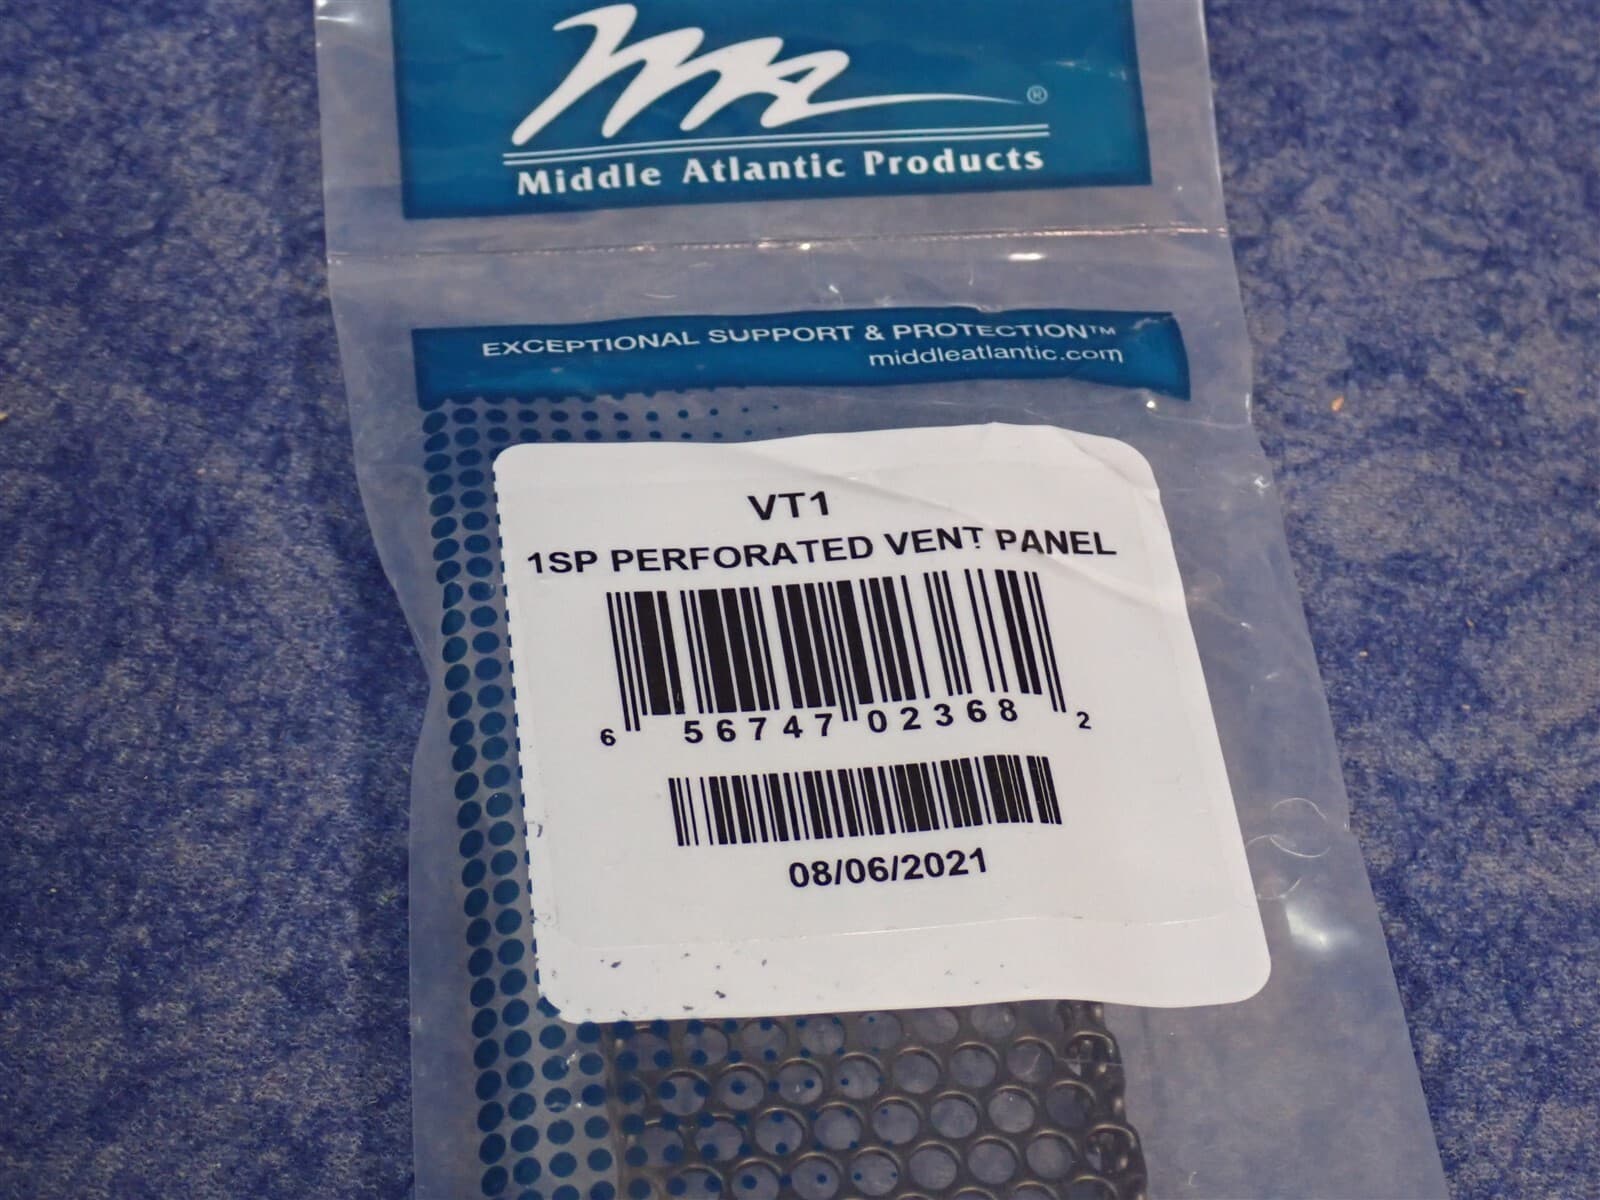 ma®
Middle Atlantic Products
EXCEPTIONAL SUPPORT & PROTECTION™
middleatlantic.com
VT1
1SP PERFORATED VENT PANEL
6 56747 02368 2
08/06/2021